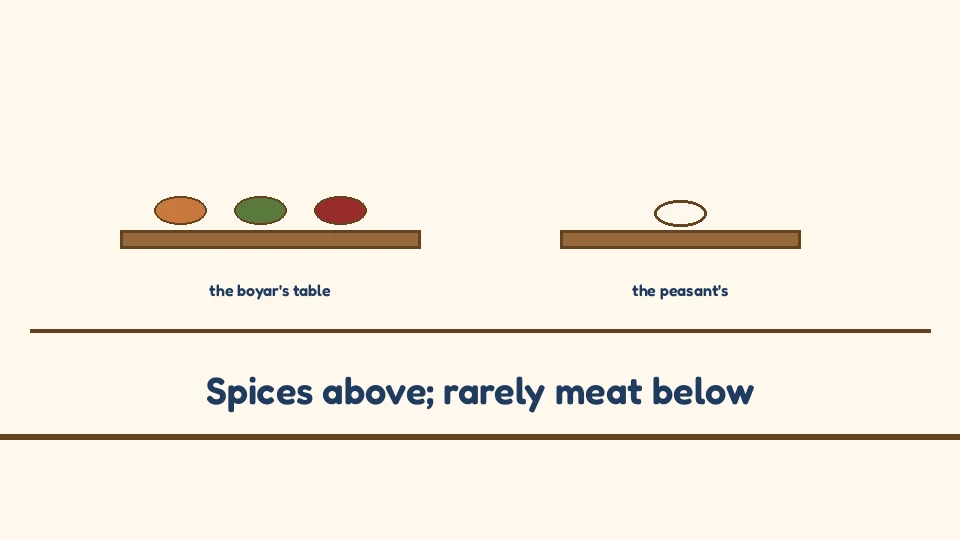 the boyar's table
the peasant's
Spices above; rarely meat below